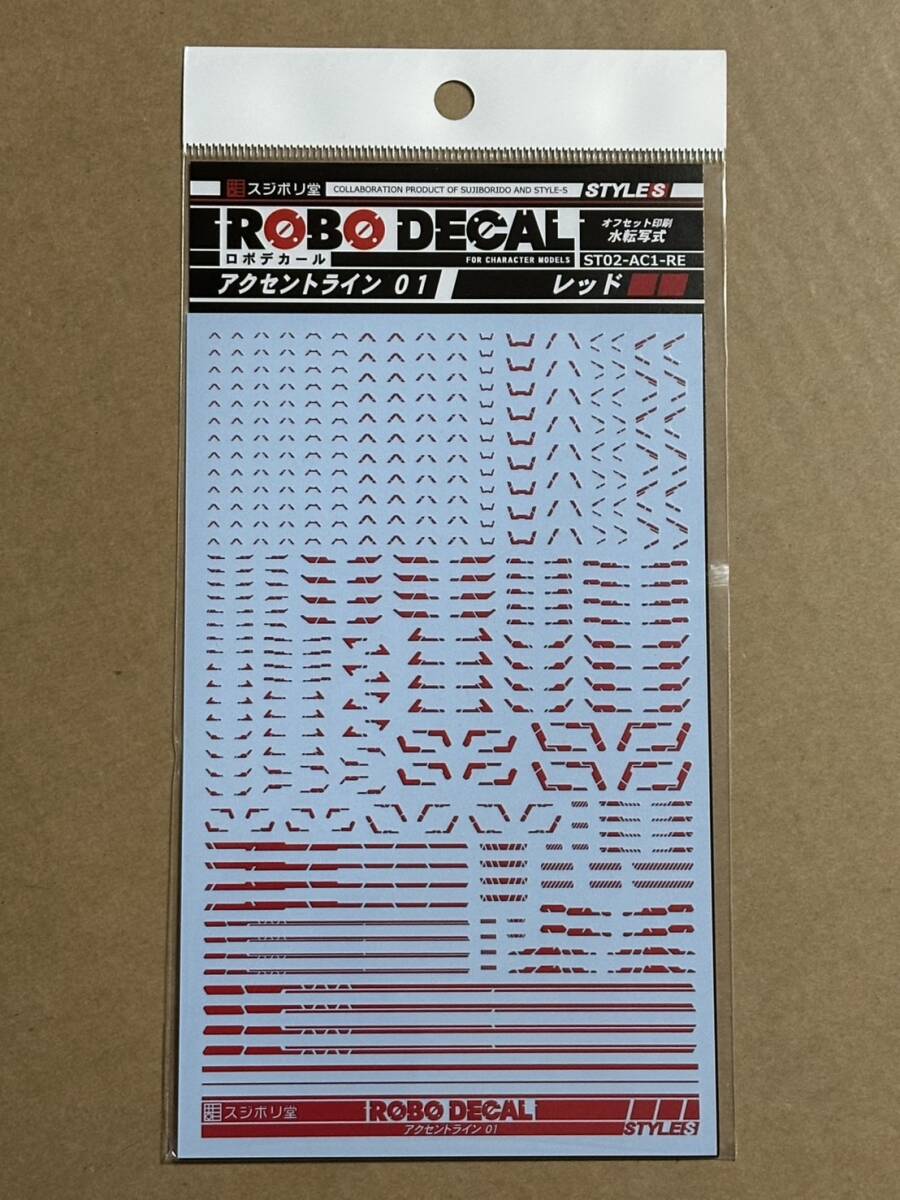 スジボリ堂 COLLABORATION PRODUCT OF SUJIBORIDO AND STYLE-S STYLE S
ROBO DECAL オフセット印刷
水転写式
ロボデカール FOR CHARACTER MODELS ST02-AC1-RE
アクセントライン 01 レッド
スジボリ堂 ROBO DECAL
アクセントライン 01 STYLE S